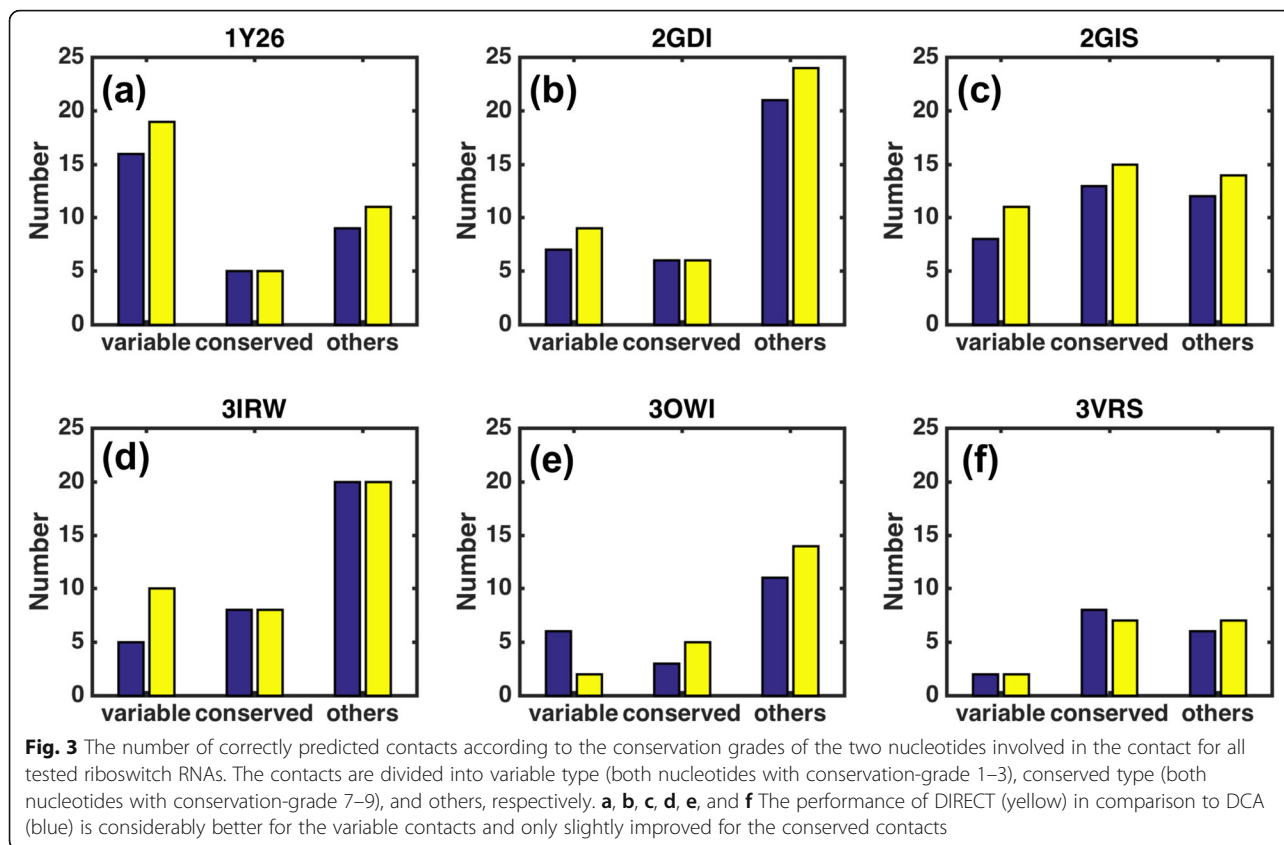 1Y26
2GDI
2GIS
(a)
(b)
(c)
25
20
15
10
5
0
Number
variable conserved others
25
20
15
10
5
0
Number
variable conserved others
25
20
15
10
5
0
Number
variable conserved others
3IRW
3OWI
3VRS
(d)
(e)
(f)
25
20
15
10
5
0
Number
variable conserved others
25
20
15
10
5
0
Number
variable conserved others
25
20
15
10
5
0
Number
variable conserved others
Fig. 3 The number of correctly predicted contacts according to the conservation grades of the two nucleotides involved in the contact for all
tested riboswitch RNAs. The contacts are divided into variable type (both nucleotides with conservation-grade 1–3), conserved type (both
nucleotides with conservation-grade 7–9), and others, respectively. a, b, c, d, e, and f The performance of DIRECT (yellow) in comparison to DCA
(blue) is considerably better for the variable contacts and only slightly improved for the conserved contacts